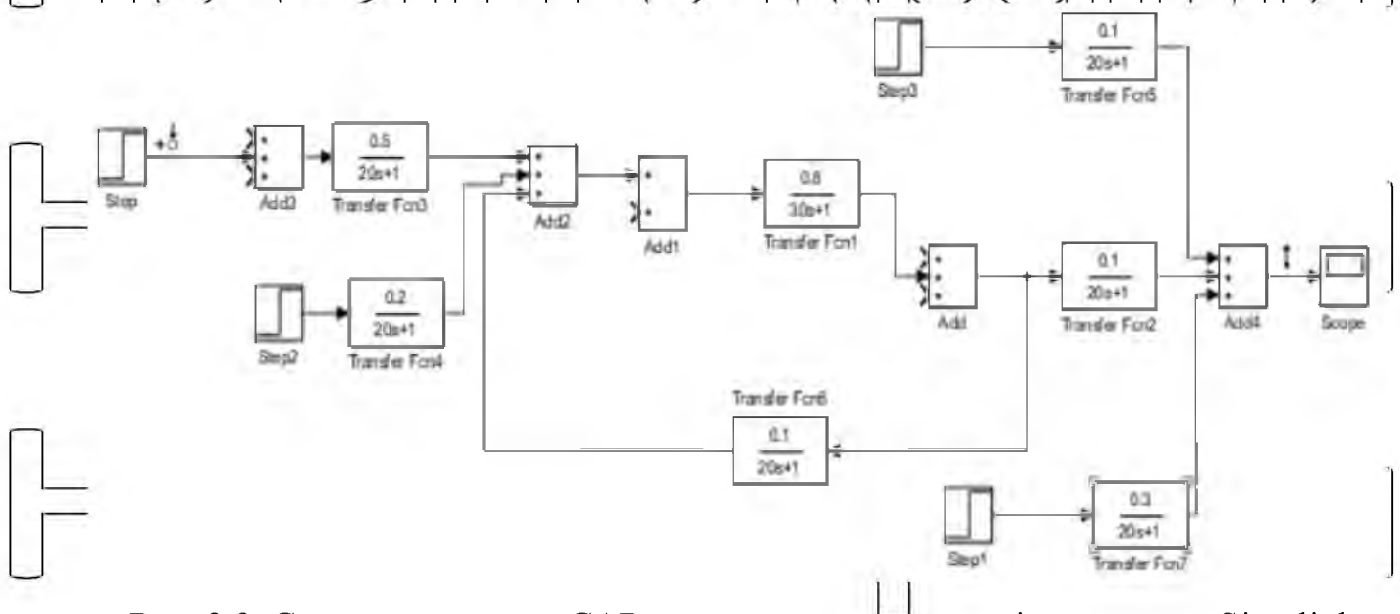 0.1
20s+1
Step3
Transfer Fcn5
Step
Add3
0.5
20s+1
Transfer Fcn3
Add2
Add1
0.8
30s+1
Transfer Fcn1
Step2
0.2
20s+1
Transfer Fcn4
Add
0.1
20s+1
Transfer Fcn2
Add4
Scope
Transfer Fcn6
0.1
20s+1
Step1
0.3
20s+1
Transfer Fcn7